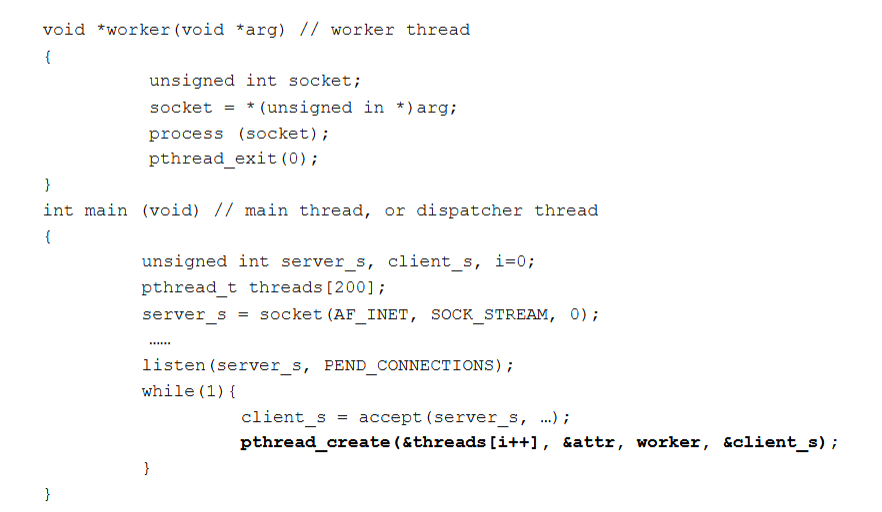 void *worker(void *arg) // worker thread
{
unsigned int socket;
socket = *(unsigned in *)arg;
process (socket);
pthread_exit(0);
}
int main (void) // main thread, or dispatcher thread
{
unsigned int server_s, client_s, i=0;
pthread_t threads[200];
server_s = socket(AF_INET, SOCK_STREAM, 0);
……
listen(server_s, PEND_CONNECTIONS);
while(1){
client_s = accept(server_s, …);
pthread_create(&threads[i++], &attr, worker, &client_s);
}
}